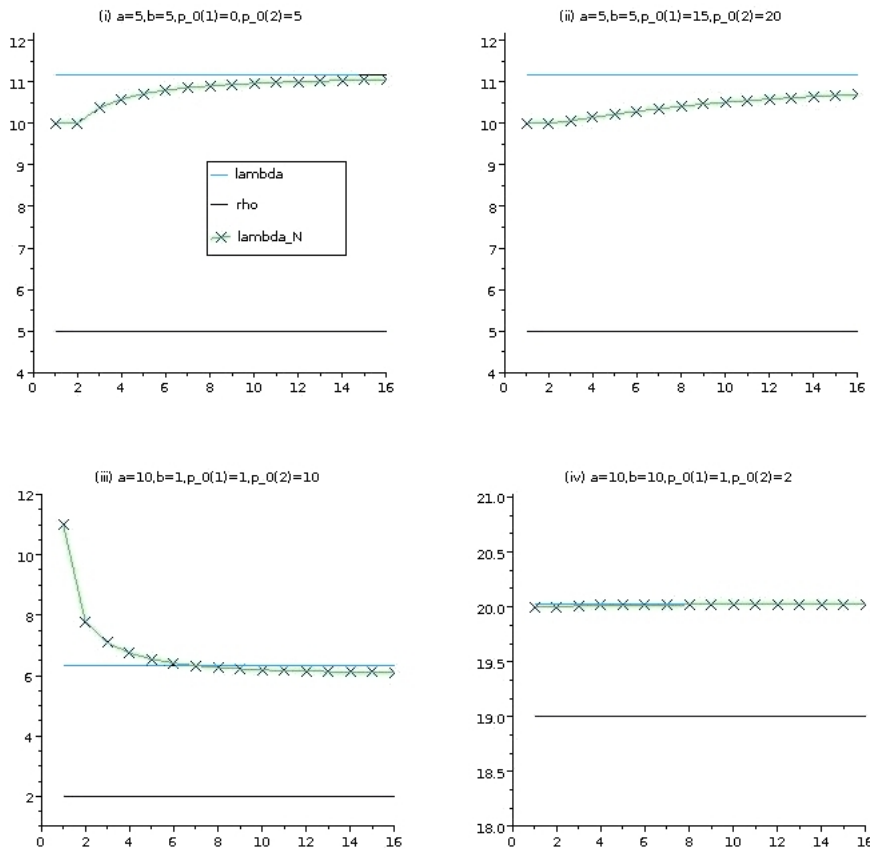 (i) a=5,b=5,p_0(1)=0,p_0(2)=5
12
11
10
9
8
7
6
5
4
0 2 4 6 8 10 12 14 16
lambda
rho
lambda_N
(ii) a=5,b=5,p_0(1)=15,p_0(2)=20
12
11
10
9
8
7
6
5
4
0 2 4 6 8 10 12 14 16
(iii) a=10,b=1,p_0(1)=1,p_0(2)=10
12
10
8
6
4
2
0 2 4 6 8 10 12 14 16
(iv) a=10,b=10,p_0(1)=1,p_0(2)=2
21.0
20.5
20.0
19.5
19.0
18.5
18.0
0 2 4 6 8 10 12 14 16